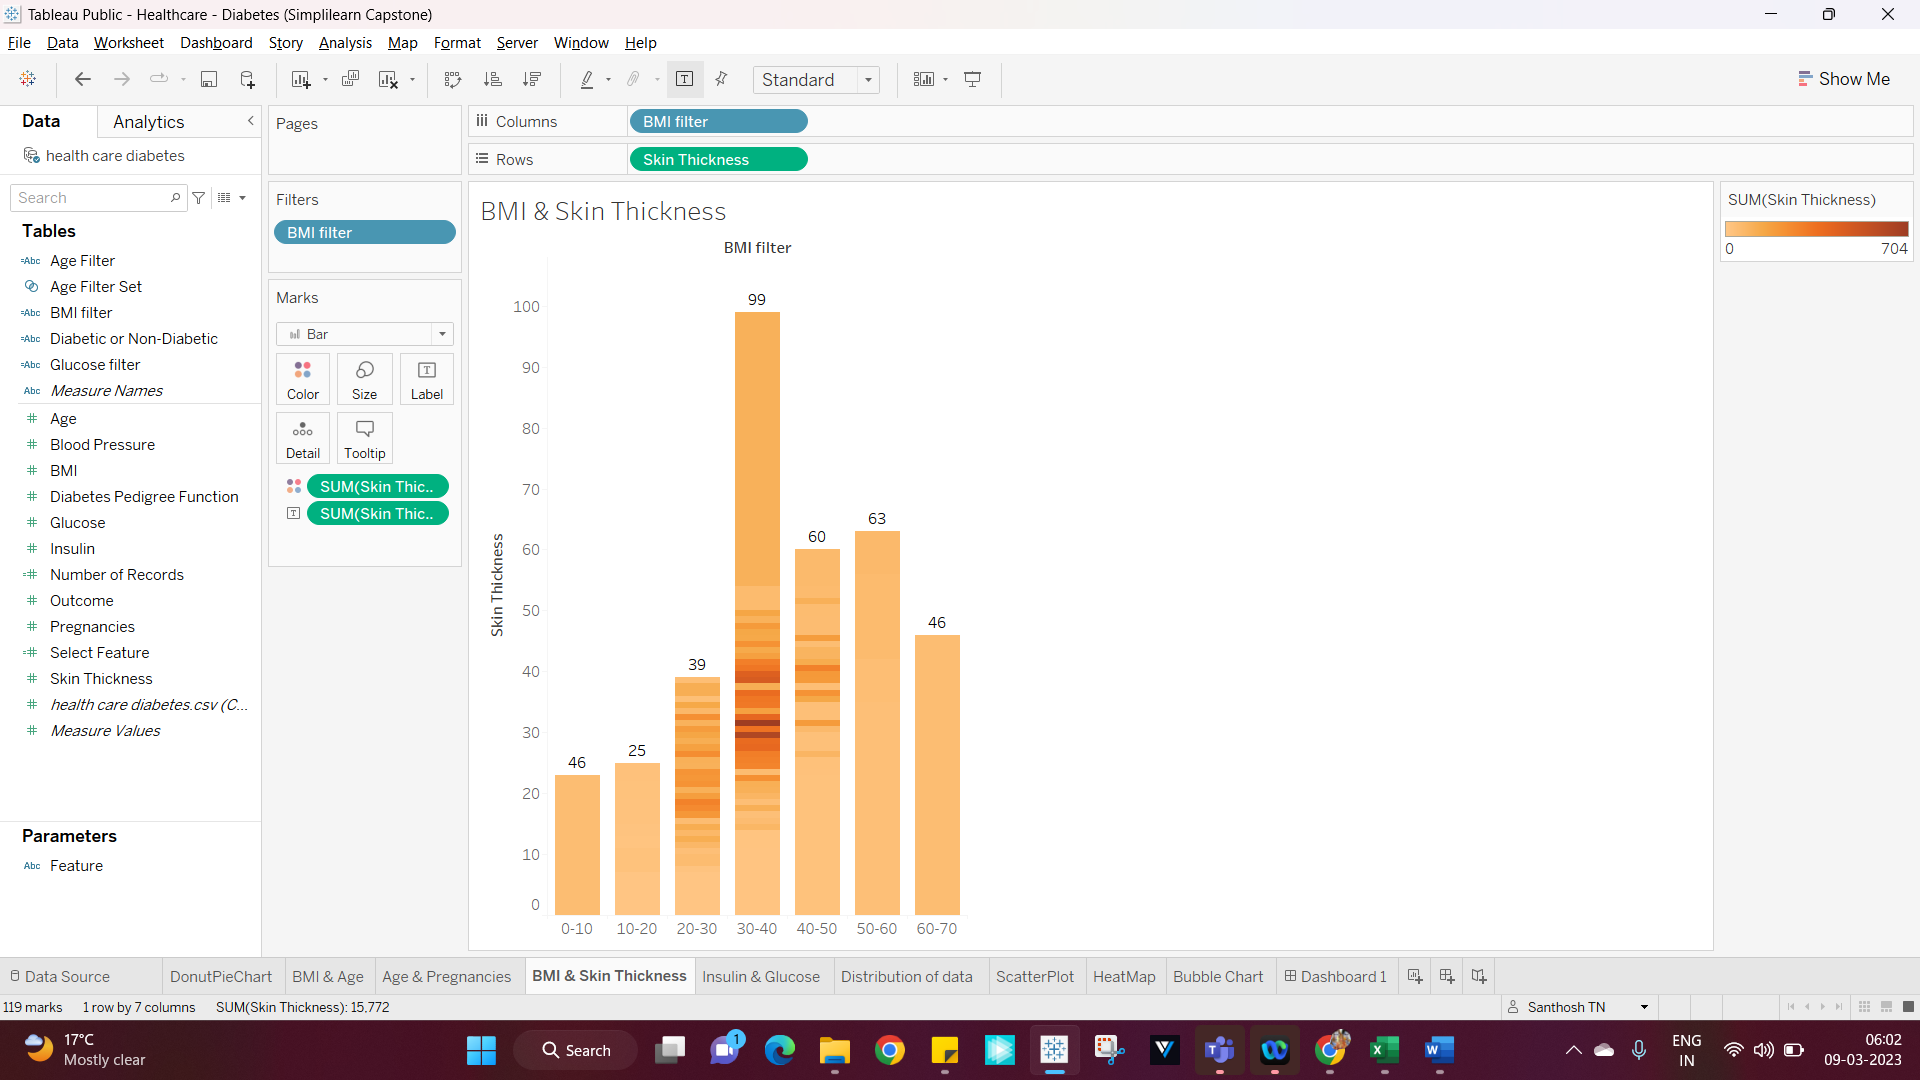 Tableau Public - Healthcare - Diabetes (Simplilearn Capstone)
File Data Worksheet Dashboard Story Analysis Map Format Server Window Help
Standard
Show Me
Data
Analytics
health care diabetes
Search
Tables
Abc Age Filter
Age Filter Set
Abc BMI filter
Abc Diabetic or Non-Diabetic
Abc Glucose filter
Abc Measure Names
Age
Blood Pressure
BMI
Diabetes Pedigree Function
Glucose
Insulin
Number of Records
Outcome
Pregnancies
Select Feature
Skin Thickness
health care diabetes.csv (C...
Measure Values
Parameters
Abc Feature
Pages
Filters
BMI filter
Marks
Bar
Color
Size
Label
Detail
Tooltip
SUM(Skin Thic..
SUM(Skin Thic..
Columns
BMI filter
Rows
Skin Thickness
BMI & Skin Thickness
BMI filter
Skin Thickness
100
90
80
70
60
50
40
30
20
10
0
46
25
39
99
60
63
46
0-10
10-20
20-30
30-40
40-50
50-60
60-70
SUM(Skin Thickness)
0
704
Data Source
DonutPieChart
BMI & Age
Age & Pregnancies
BMI & Skin Thickness
Insulin & Glucose
Distribution of data
ScatterPlot
HeatMap
Bubble Chart
Dashboard 1
119 marks
1 row by 7 columns
SUM(Skin Thickness): 15,772
Santhosh TN
17°C
Mostly clear
Search
1
ENG
IN
06:02
09-03-2023